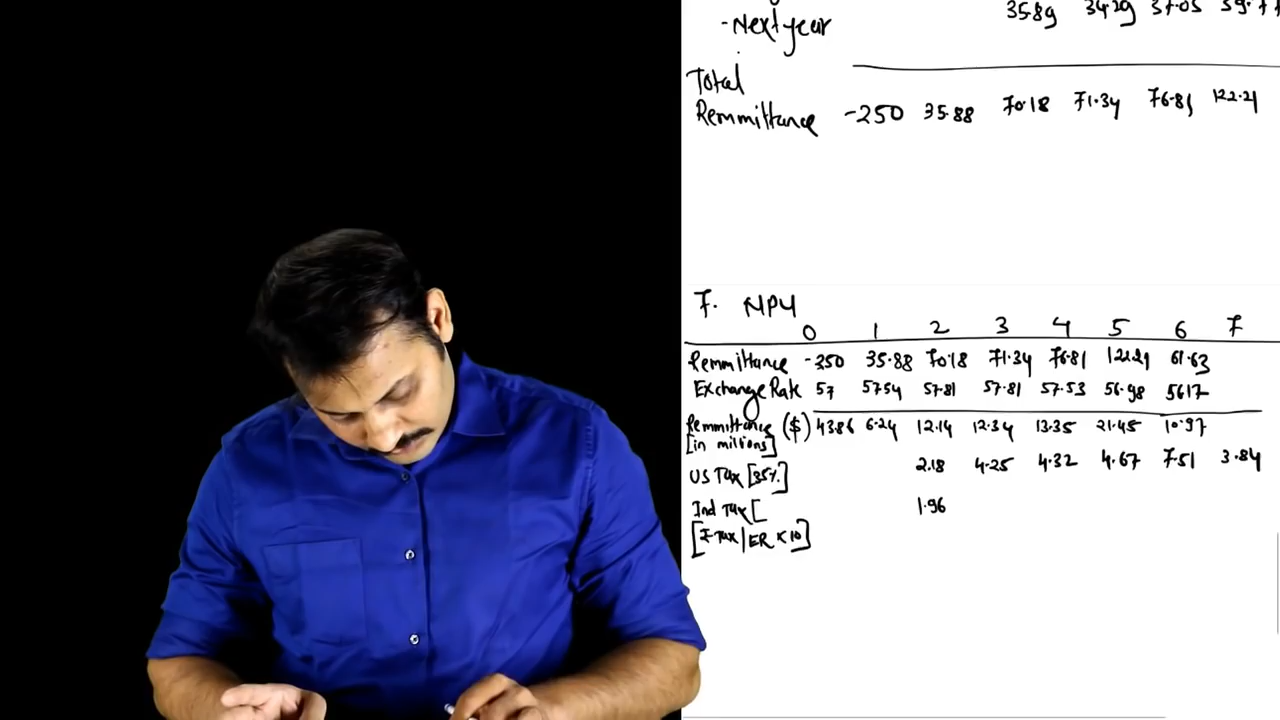 -Next year
35.89 34.29 37.05
Total
Remmittance -250 35.88 70.18 71.34 76.81 122.21
7. NPV
0 1 2 3 4 5 6 7
Remmittance -250 35.88 70.18 71.34 76.81 122.21 61.63
Exchange Rate 57 57.54 57.81 57.81 57.53 56.98 56.17
Remmittance ($) 43.86 6.24 12.14 12.34 13.35 21.45 10.97
[in millions]
US Tax [35%] 2.18 4.25 4.32 4.67 7.51 3.84
Ind Tax [ 1.96
[₹ Tax | ER x 10]